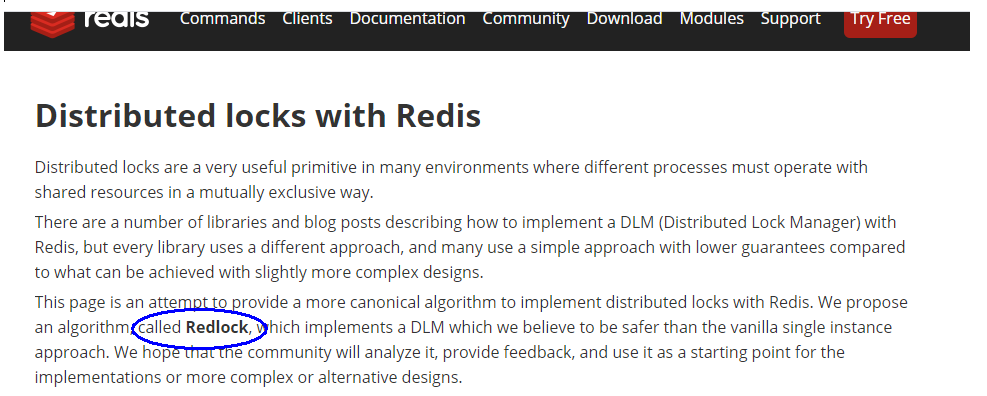 redis Commands Clients Documentation Community Download Modules Support Try Free
Distributed locks with Redis
Distributed locks are a very useful primitive in many environments where different processes must operate with
shared resources in a mutually exclusive way.
There are a number of libraries and blog posts describing how to implement a DLM (Distributed Lock Manager) with
Redis, but every library uses a different approach, and many use a simple approach with lower guarantees compared
to what can be achieved with slightly more complex designs.
This page is an attempt to provide a more canonical algorithm to implement distributed locks with Redis. We propose
an algorithm, called Redlock, which implements a DLM which we believe to be safer than the vanilla single instance
approach. We hope that the community will analyze it, provide feedback, and use it as a starting point for the
implementations or more complex or alternative designs.